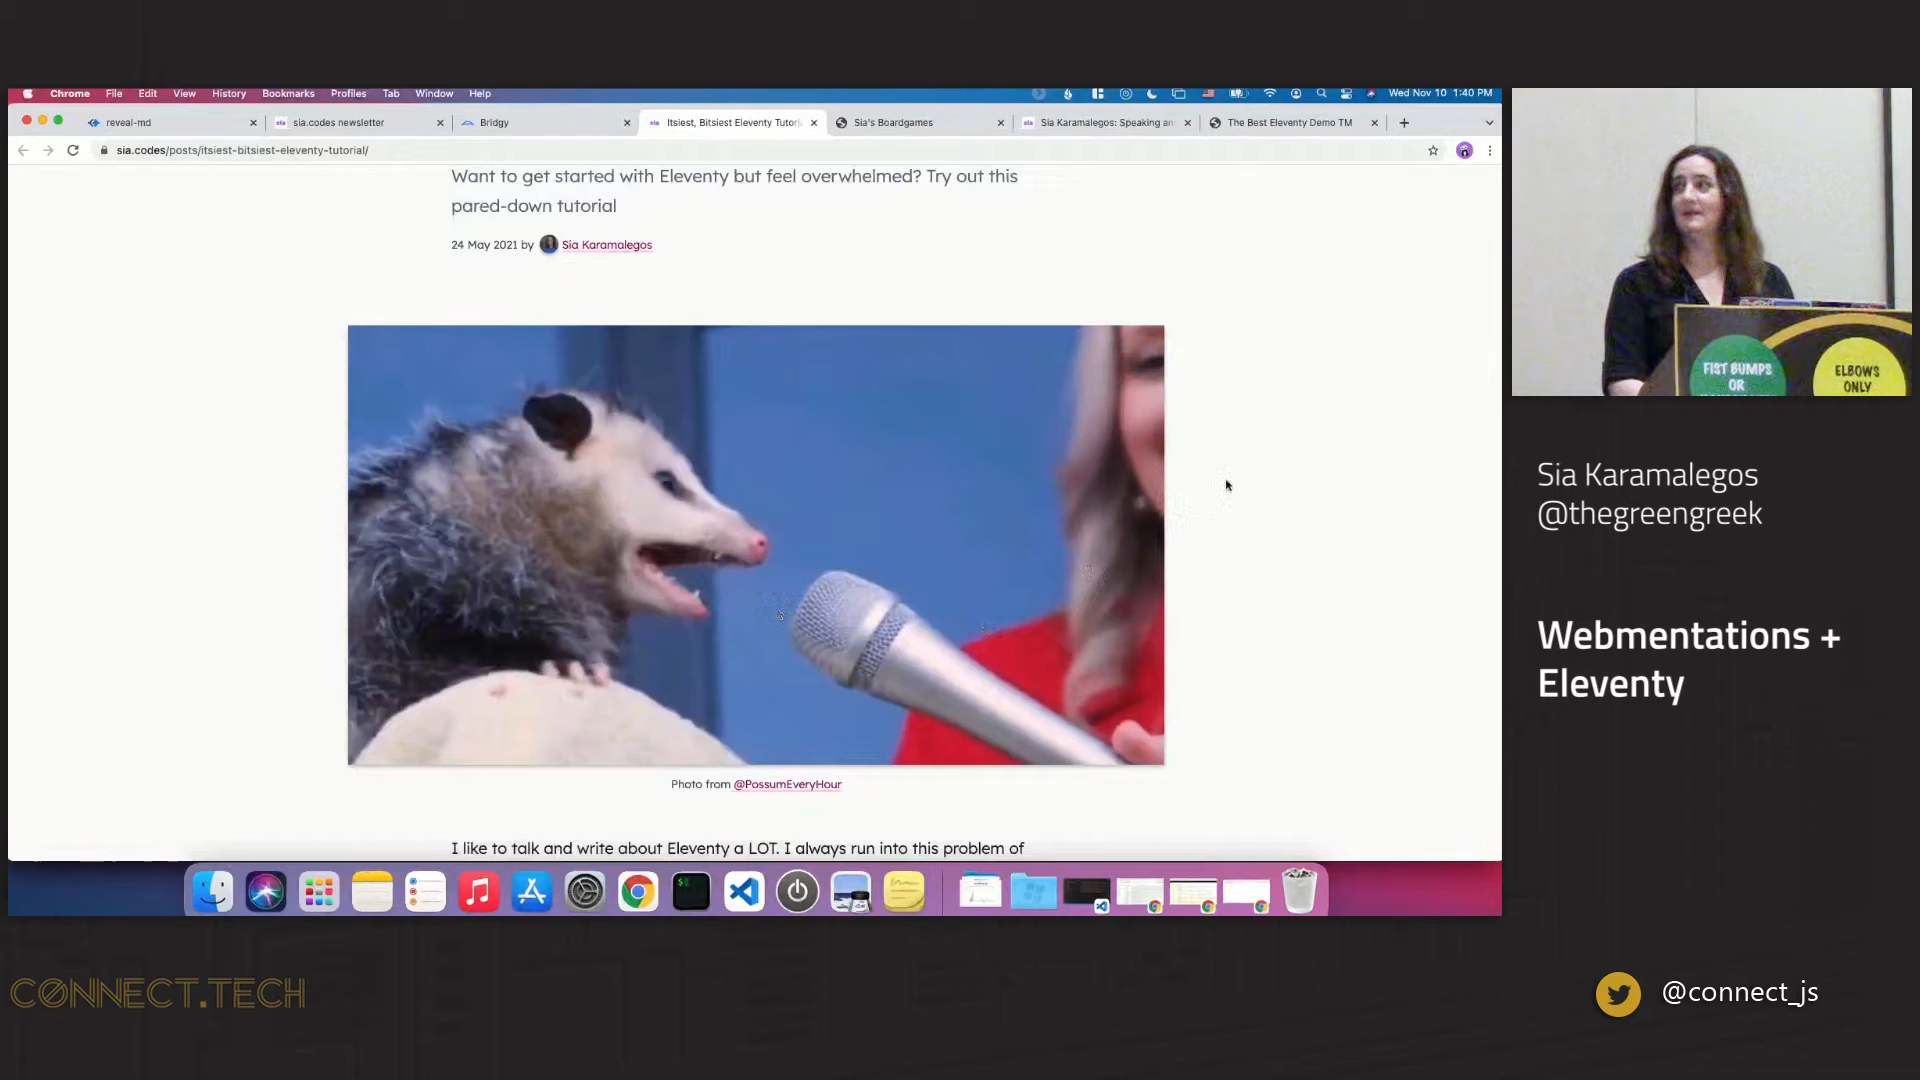 Chrome File Edit View History Bookmarks Profiles Tab Window Help
Wed Nov 10 1:40 PM
reveal-md
sia.codes newsletter
Bridgy
Itsiest, Bitsiest Eleventy Tutori
Sia's Boardgames
Sia Karamalegos: Speaking an
The Best Eleventy Demo TM
sia.codes/posts/itsiest-bitsiest-eleventy-tutorial/
Want to get started with Eleventy but feel overwhelmed? Try out this
pared-down tutorial
24 May 2021 by Sia Karamalegos
Photo from @PossumEveryHour
I like to talk and write about Eleventy a LOT. I always run into this problem of
FIST BUMPS
OR
ELBOWS
ONLY
Sia Karamalegos
@thegreengreek
Webmentations +
Eleventy
CONNECT.TECH
@connect_js